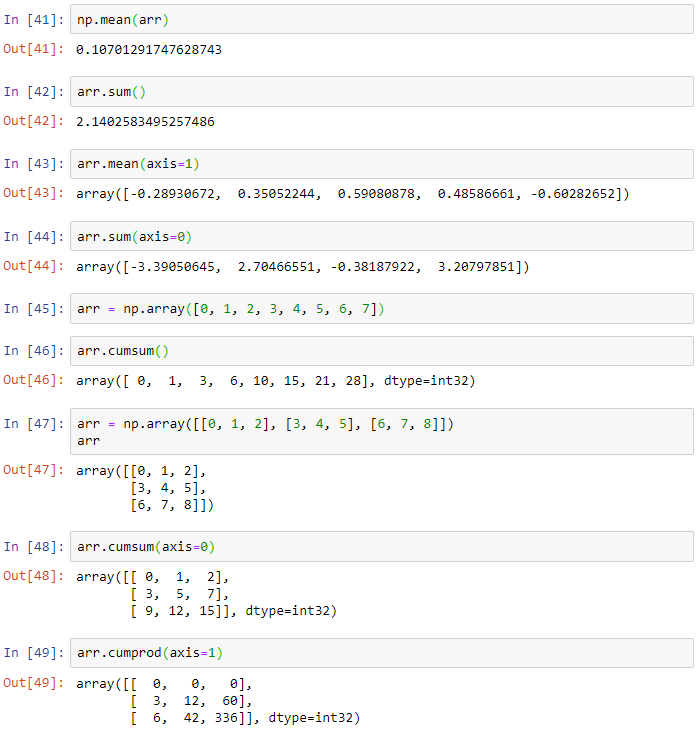 In [41]: np.mean(arr)
Out[41]: 0.10701291747628743
In [42]: arr.sum()
Out[42]: 2.1402583495257486
In [43]: arr.mean(axis=1)
Out[43]: array([-0.28930672,  0.35052244,  0.59080878,  0.48586661, -0.60282652])
In [44]: arr.sum(axis=0)
Out[44]: array([-3.39050645,  2.70466551, -0.38187922,  3.20797851])
In [45]: arr = np.array([0, 1, 2, 3, 4, 5, 6, 7])
In [46]: arr.cumsum()
Out[46]: array([ 0,  1,  3,  6, 10, 15, 21, 28], dtype=int32)
In [47]: arr = np.array([[0, 1, 2], [3, 4, 5], [6, 7, 8]])
arr
Out[47]: array([[0, 1, 2],
[3, 4, 5],
[6, 7, 8]])
In [48]: arr.cumsum(axis=0)
Out[48]: array([[ 0,  1,  2],
[ 3,  5,  7],
[ 9, 12, 15]], dtype=int32)
In [49]: arr.cumprod(axis=1)
Out[49]: array([[  0,   0,   0],
[  3,  12,  60],
[  6,  42, 336]], dtype=int32)